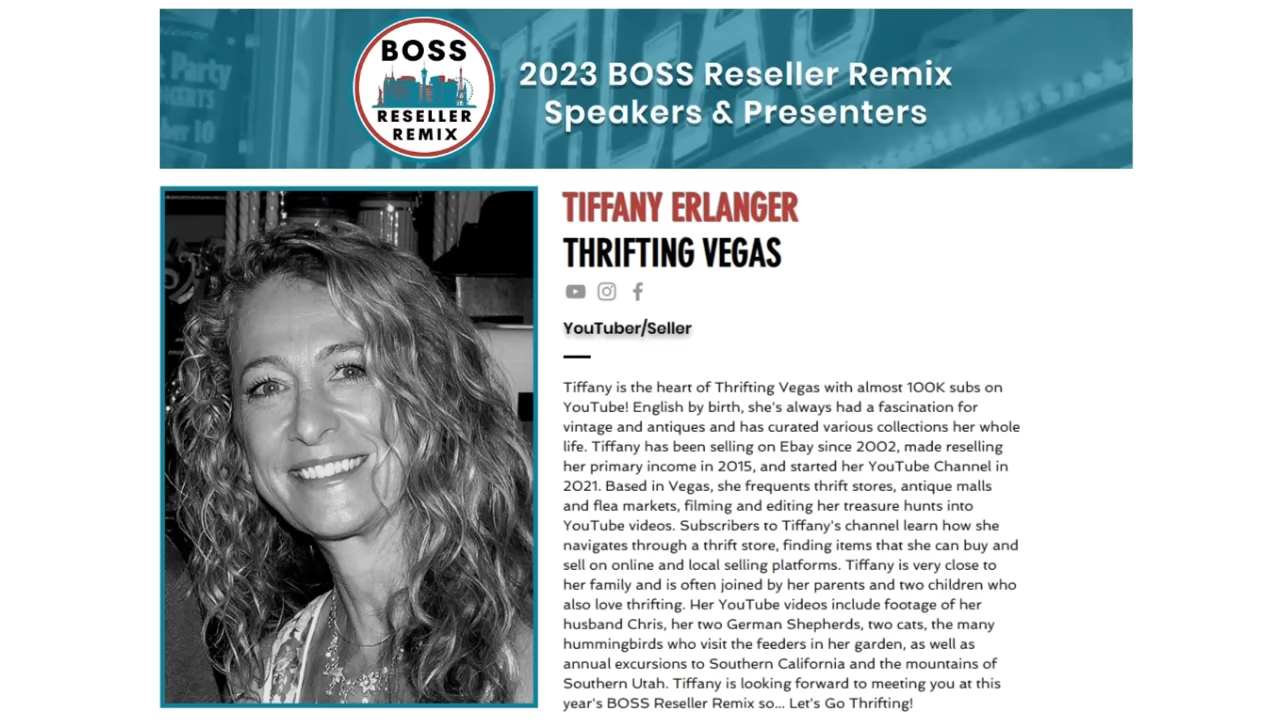 BOSS
RESELLER
REMIX
2023 BOSS Reseller Remix
Speakers & Presenters
TIFFANY ERLANGER
THRIFTING VEGAS
YouTuber/Seller
Tiffany is the heart of Thrifting Vegas with almost 100K subs on
YouTube! English by birth, she's always had a fascination for
vintage and antiques and has curated various collections her whole
life. Tiffany has been selling on Ebay since 2002, made reselling
her primary income in 2015, and started her YouTube Channel in
2021. Based in Vegas, she frequents thrift stores, antique malls
and flea markets, filming and editing her treasure hunts into
YouTube videos. Subscribers to Tiffany's channel learn how she
navigates through a thrift store, finding items that she can buy and
sell on online and local selling platforms. Tiffany is very close to
her family and is often joined by her parents and two children who
also love thrifting. Her YouTube videos include footage of her
husband Chris, her two German Shepherds, two cats, the many
hummingbirds who visit the feeders in her garden, as well as
annual excursions to Southern California and the mountains of
Southern Utah. Tiffany is looking forward to meeting you at this
year's BOSS Reseller Remix so... Let's Go Thrifting!